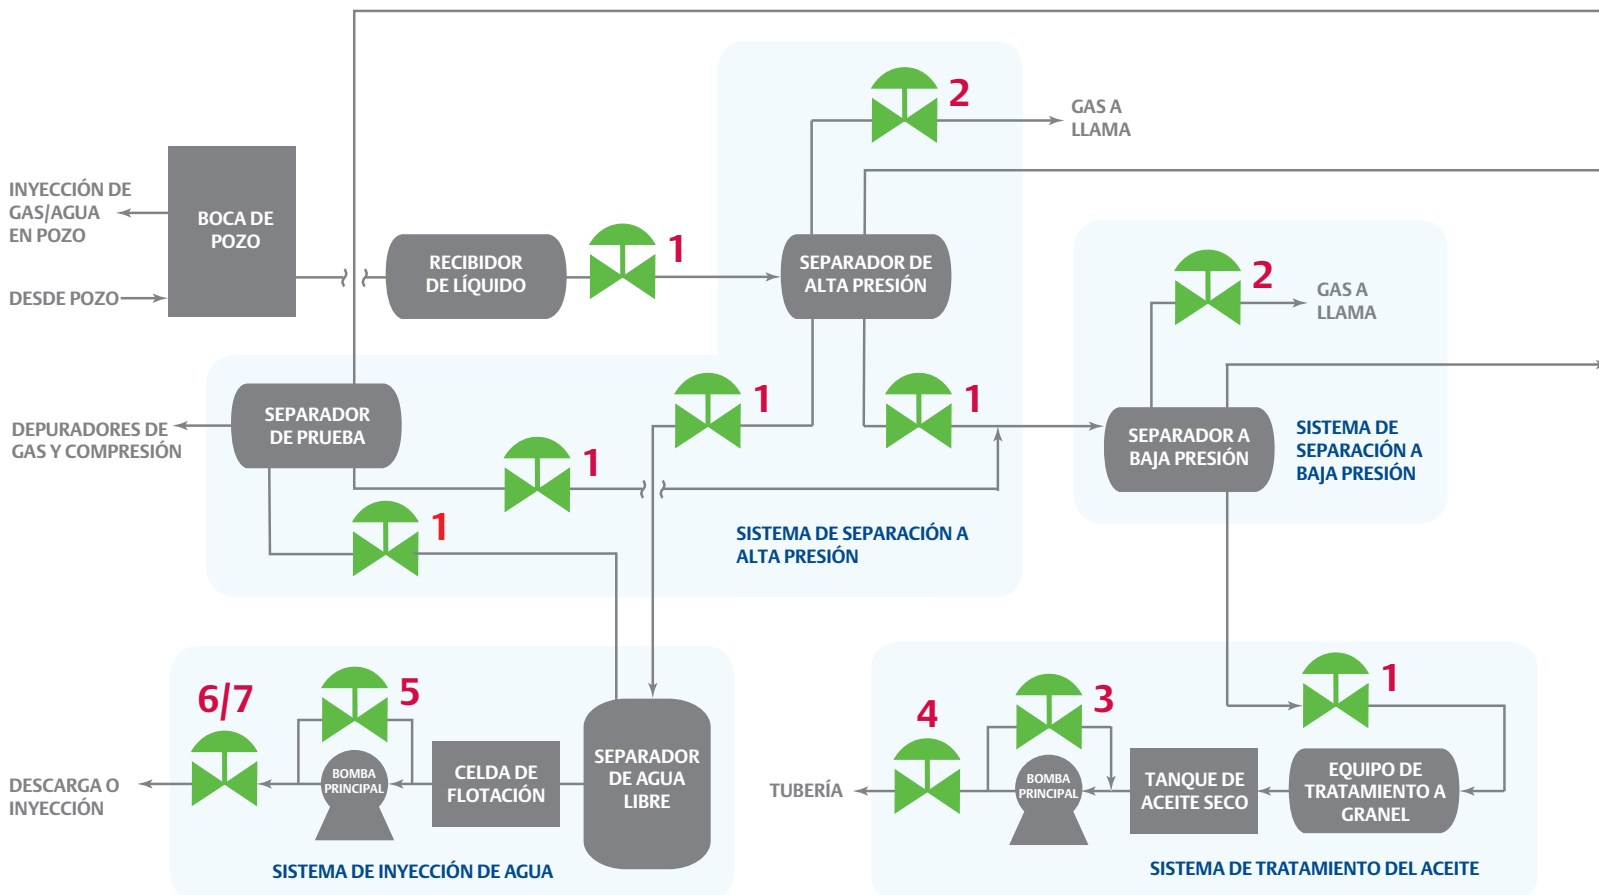 2
GAS A
LLAMA
INYECCIÓN DE
GAS/AGUA
EN POZO
BOCA DE
POZO
DESDE POZO
RECIBIDOR
DE LÍQUIDO
1
SEPARADOR DE
ALTA PRESIÓN
2
GAS A
LLAMA
SEPARADOR
DE PRUEBA
DEPURADORES DE
GAS Y COMPRESIÓN
1
1
1
1
SEPARADOR A
BAJA PRESIÓN
SISTEMA DE
SEPARACIÓN A
BAJA PRESIÓN
SISTEMA DE SEPARACIÓN A
ALTA PRESIÓN
6/7
5
DESCARGA O
INYECCIÓN
BOMBA
PRINCIPAL
CELDA DE
FLOTACIÓN
SEPARADOR
DE AGUA
LIBRE
SISTEMA DE INYECCIÓN DE AGUA
4
3
1
TUBERÍA
BOMBA
PRINCIPAL
TANQUE DE
ACEITE SECO
EQUIPO DE
TRATAMIENTO A
GRANEL
SISTEMA DE TRATAMIENTO DEL ACEITE